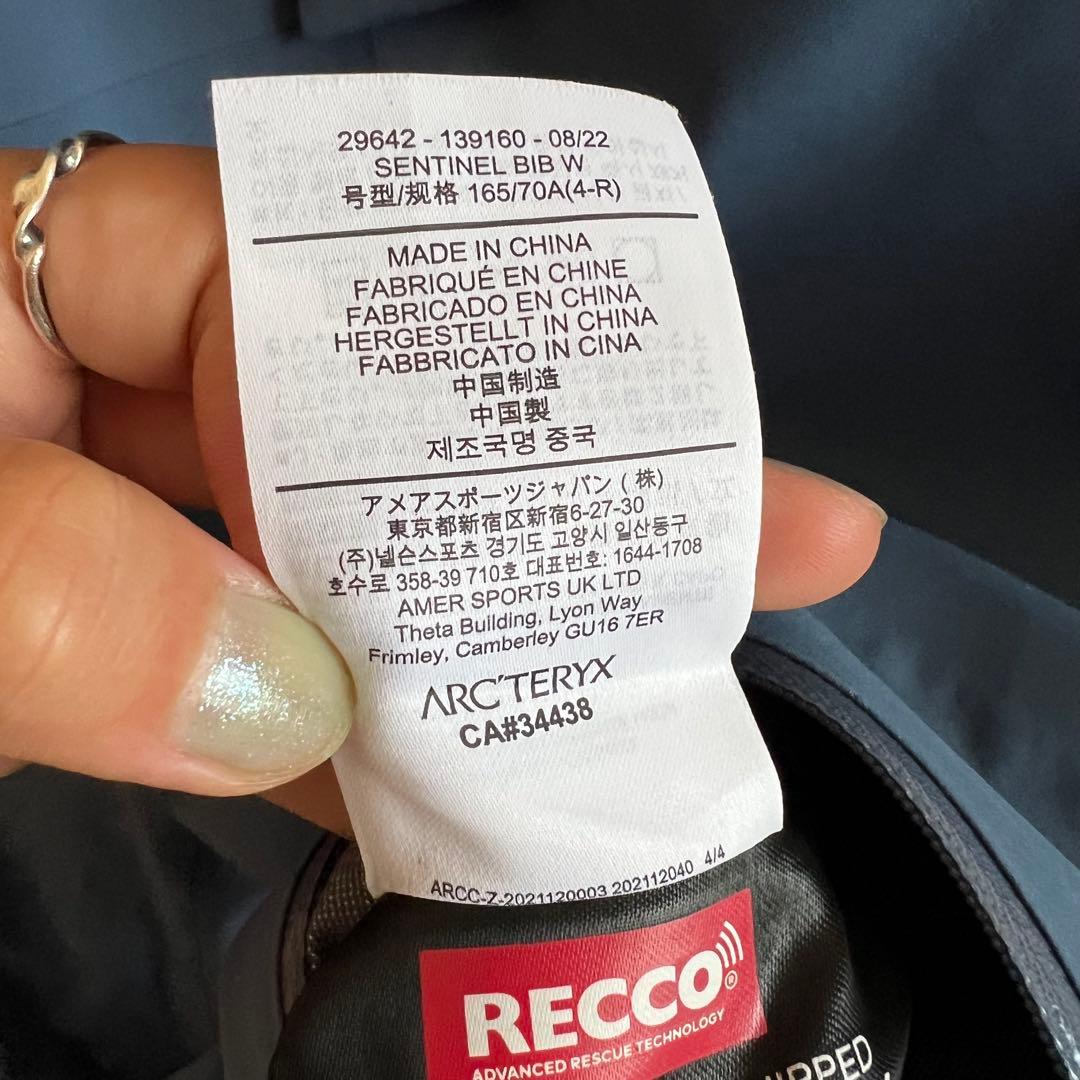 29642 - 139160 - 08/22
SENTINEL BIB W
号型/规格 165/70A(4-R)
MADE IN CHINA
FABRIQUÉ EN CHINE
FABRICADO EN CHINA
HERGESTELLT IN CHINA
FABBRICATO IN CINA
中国制造
中国製
제조국명 중국
アメアスポーツジャパン ( 株)
東京都新宿区新宿6-27-30
(주)넬슨스포츠 경기도 고양시 일산동구
호수로 358-39 710호 대표번호: 1644-1708
AMER SPORTS UK LTD
Theta Building, Lyon Way
Frimley, Camberley GU16 7ER
ARC'TERYX
CA#34438
ARCC-Z-2021120003 202112040 4/4
RECCO®
ADVANCED RESCUE TECHNOLOGY